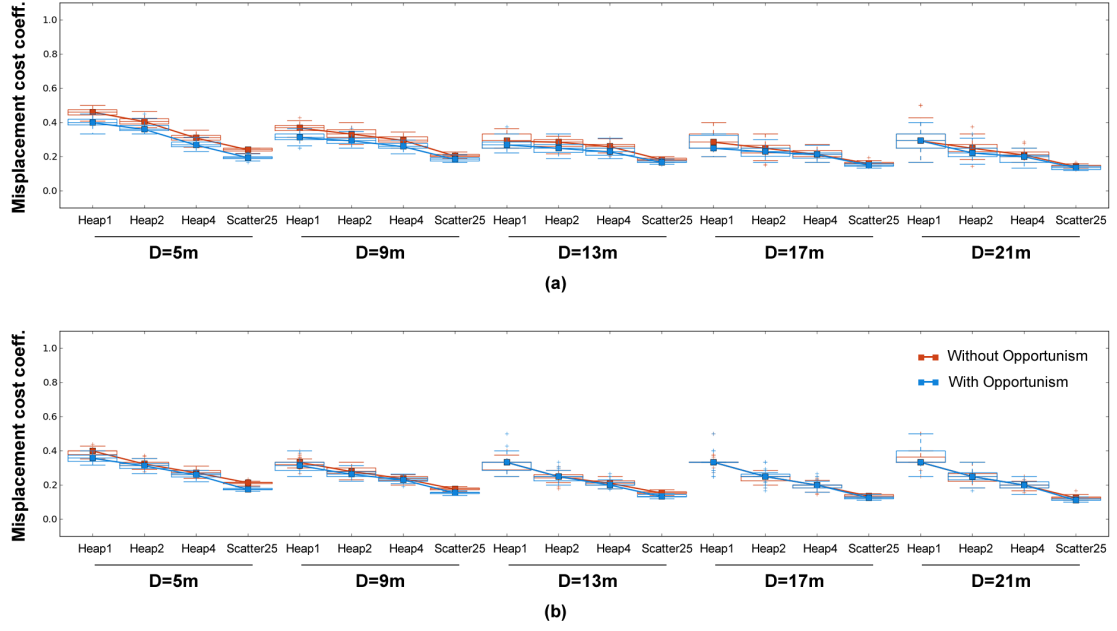 Misplacement cost coeff.
1.0
0.8
0.6
0.4
0.2
0.0
Heap1 Heap2 Heap4 Scatter25 Heap1 Heap2 Heap4 Scatter25 Heap1 Heap2 Heap4 Scatter25 Heap1 Heap2 Heap4 Scatter25 Heap1 Heap2 Heap4 Scatter25
D=5m D=9m D=13m D=17m D=21m
(a)
Misplacement cost coeff.
1.0
0.8
0.6
0.4
0.2
0.0
Without Opportunism
With Opportunism
Heap1 Heap2 Heap4 Scatter25 Heap1 Heap2 Heap4 Scatter25 Heap1 Heap2 Heap4 Scatter25 Heap1 Heap2 Heap4 Scatter25 Heap1 Heap2 Heap4 Scatter25
D=5m D=9m D=13m D=17m D=21m
(b)